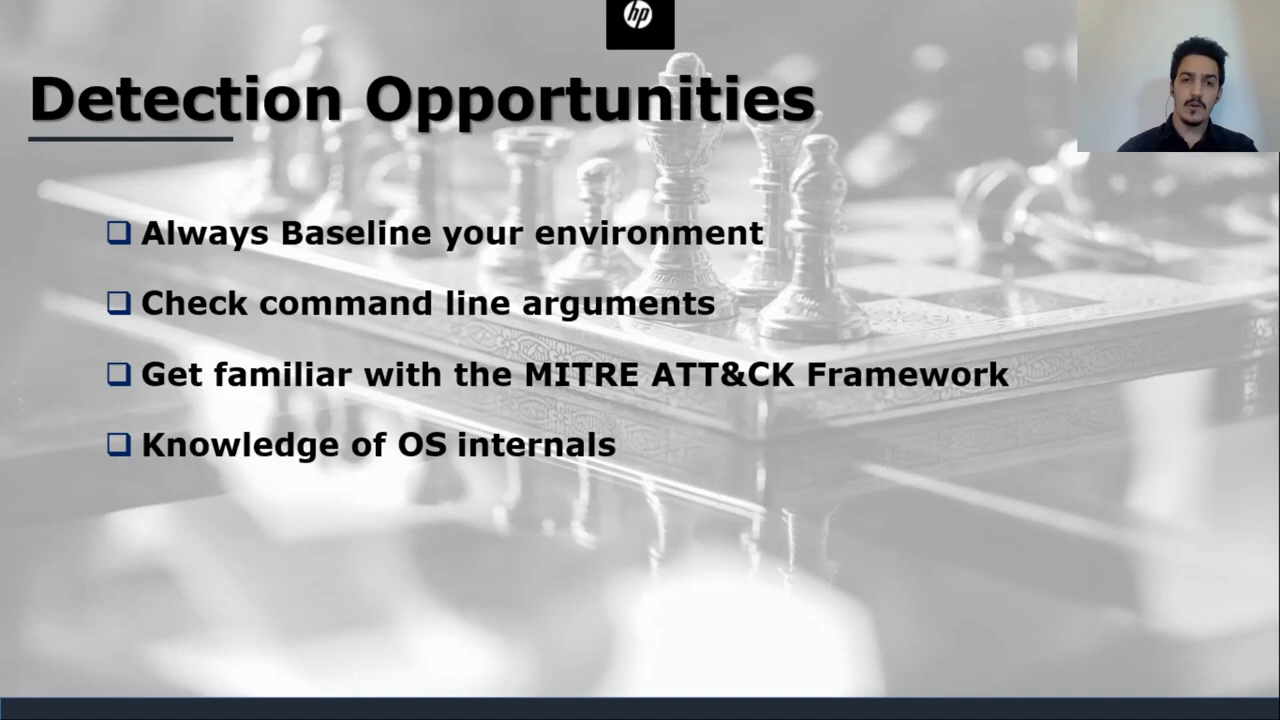 hp
Detection Opportunities
Always Baseline your environment
Check command line arguments
Get familiar with the MITRE ATT&CK Framework
Knowledge of OS internals